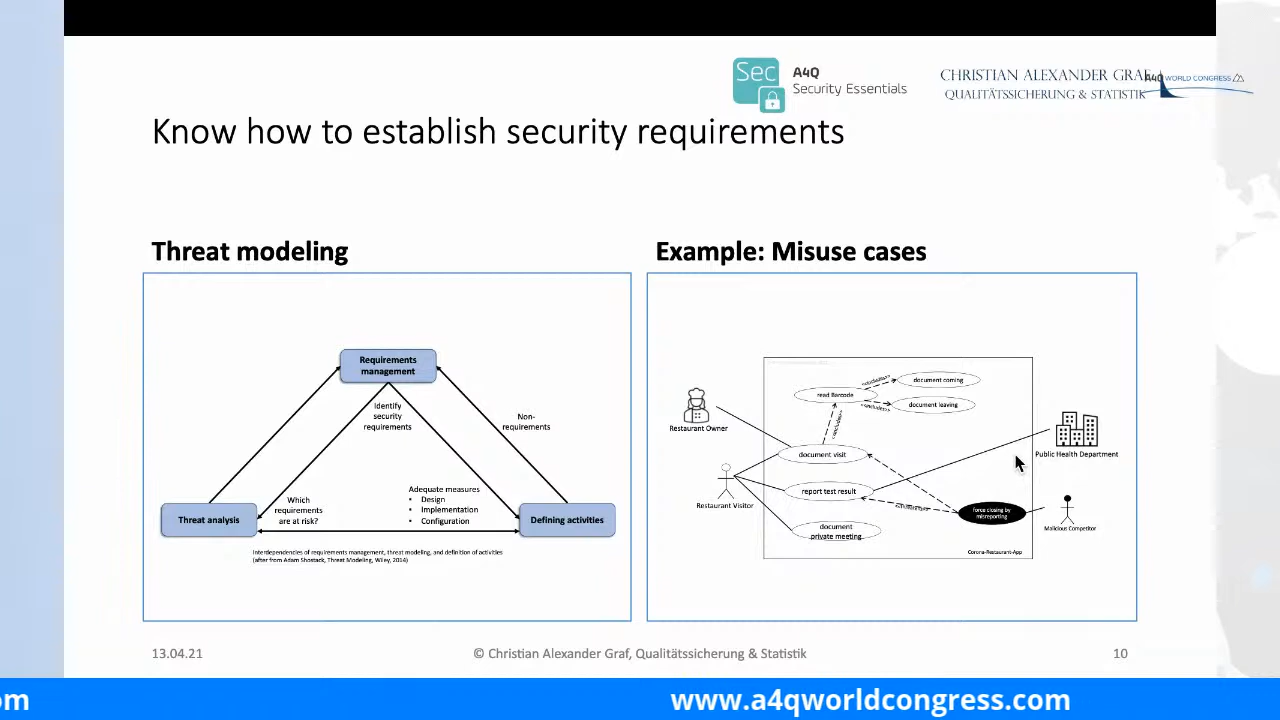 Sec
A4Q
Security Essentials
CHRISTIAN ALEXANDER GRAF
QUALITÄTSSICHERUNG & STATISTIK
A4Q WORLD CONGRESS
Know how to establish security requirements
Threat modeling
Requirements
management
Identify
security
requirements
Non-
requirements
Which
requirements
are at risk?
Adequate measures
• Design
• Implementation
• Configuration
Threat analysis
Defining activities
Interdependencies of requirements management, threat modeling, and definition of activities
(after from Adam Shostack, Threat Modeling, Wiley, 2014)
Example: Misuse cases
document coming
read Barcode
document leaving
Restaurant Owner
document visit
Public Health Department
report test result
Restaurant Visitor
force closing by
misreporting
Malicious Competitor
document
private meeting
Corona-Restaurant-App
13.04.21
© Christian Alexander Graf, Qualitätssicherung & Statistik
10
om
www.a4qworldcongress.com